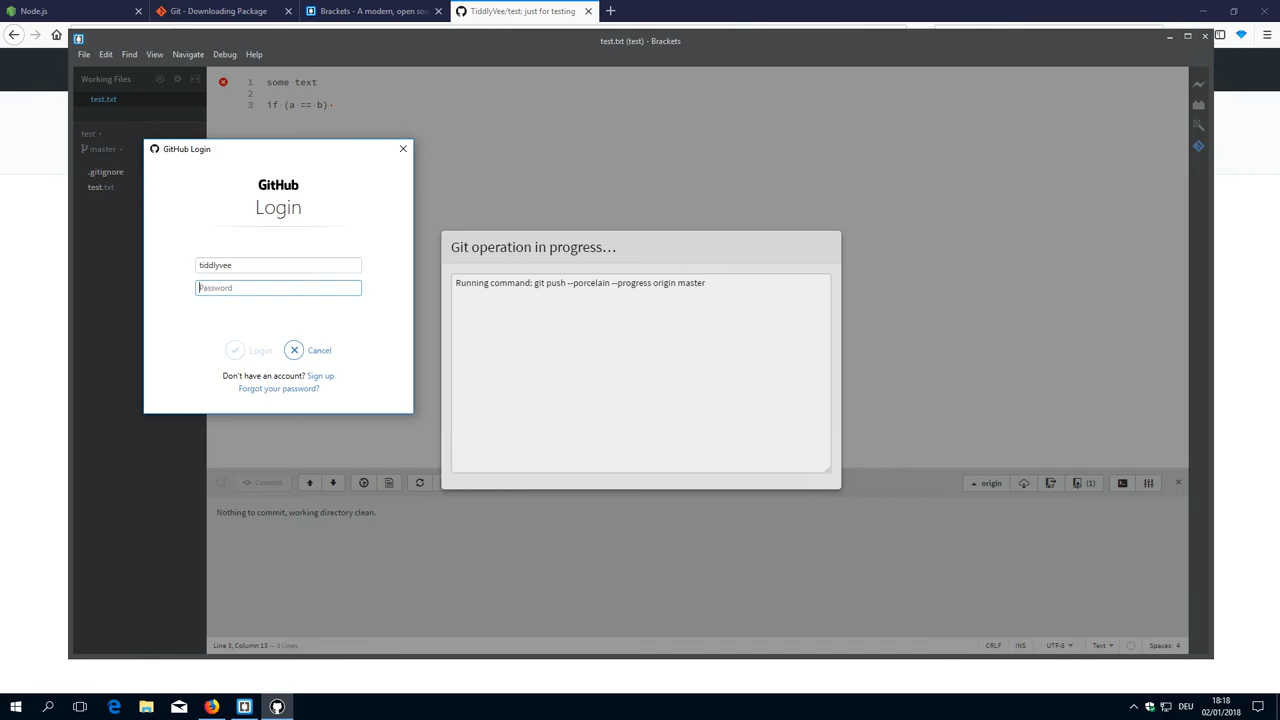 Node.js
Git - Downloading Package
Brackets - A modern, open sou
TiddlyVee/test: just for testing
test.txt (test) - Brackets
File Edit Find View Navigate Debug Help
Working Files
test.txt
test
master
.gitignore
test.txt
1 some text
2
3 if (a == b)
GitHub Login
GitHub
Login
tiddlyvee
Password
Login Cancel
Don't have an account? Sign up
Forgot your password?
Git operation in progress...
Running command: git push --porcelain --progress origin master
Commit
origin
(1)
Nothing to commit, working directory clean.
Line 3, Column 13 — 3 Lines
CRLF INS UTF-8 Text Spaces: 4
DEU
18:18
02/01/2018